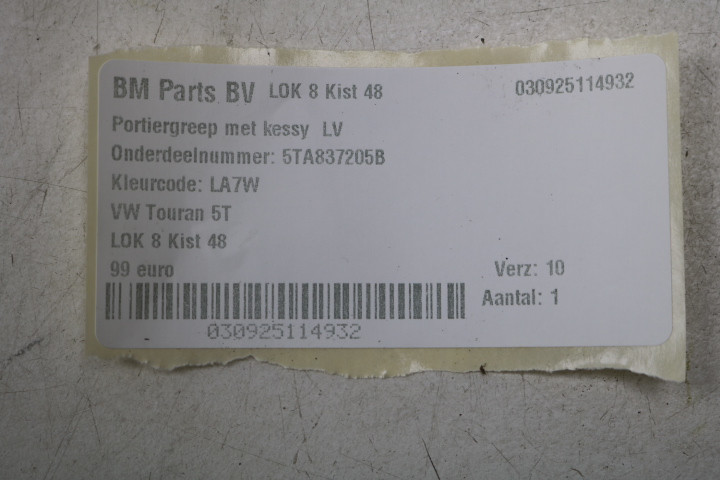 BM Parts BV LOK 8 Kist 48 030925114932
Portiergreep met kessy LV
Onderdeelnummer: 5TA837205B
Kleurcode: LA7W
VW Touran 5T
LOK 8 Kist 48
99 euro Verz: 10
Aantal: 1
030925114932